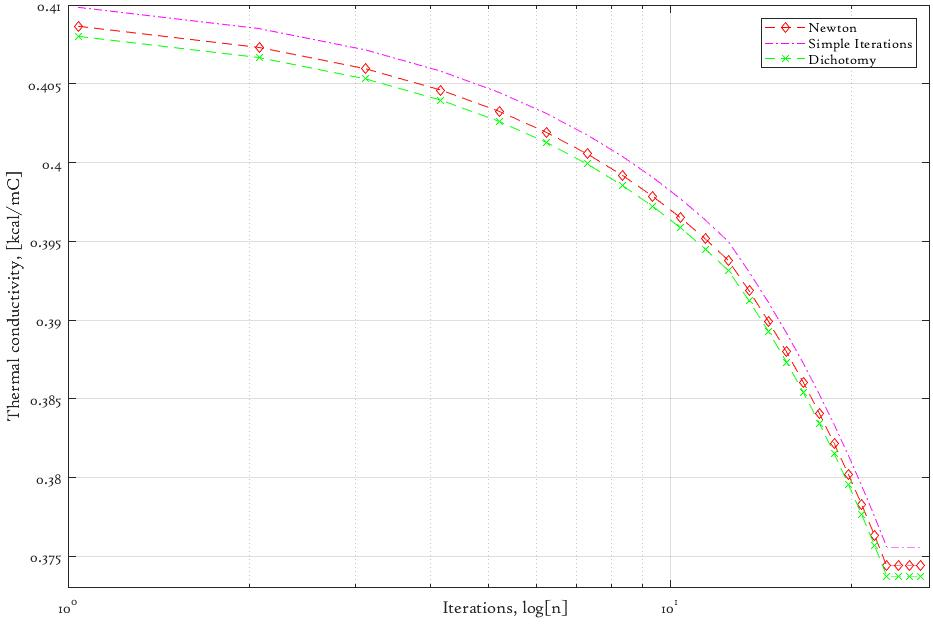 0.41
0.405
0.4
0.395
0.39
0.385
0.38
0.375
Thermal conductivity, [kcal/mC]
Newton
Simple Iterations
Dichotomy
10⁰
Iterations, log[n]
10¹